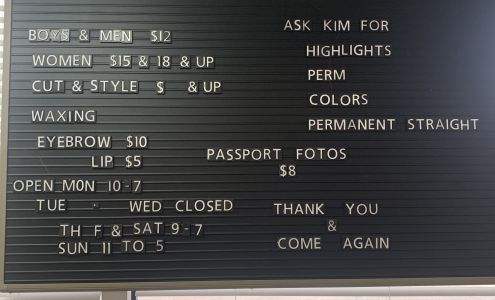 BOYS & MEN $12
WOMEN $15 & 18 & UP
CUT & STYLE $ & UP
WAXING
EYEBROW $10
LIP $5
OPEN MON 10-7
TUE - WED CLOSED
TH F & SAT 9-7
SUN 11 TO 5
ASK KIM FOR
HIGHLIGHTS
PERM
COLORS
PERMANENT STRAIGHT
PASSPORT FOTOS
$8
THANK YOU
&
COME AGAIN